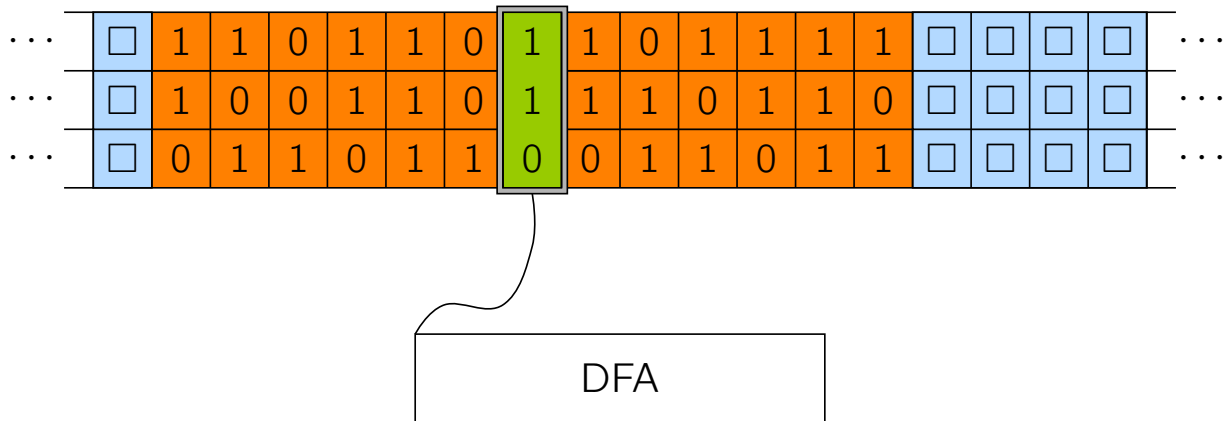 ··· □ 1 1 0 1 1 0 1 1 0 1 1 1 1 □ □ □ □ ···
··· □ 1 0 0 1 1 0 1 1 1 0 1 1 0 □ □ □ □ ···
··· □ 0 1 1 0 1 1 0 0 1 1 0 1 1 □ □ □ □ ···
DFA